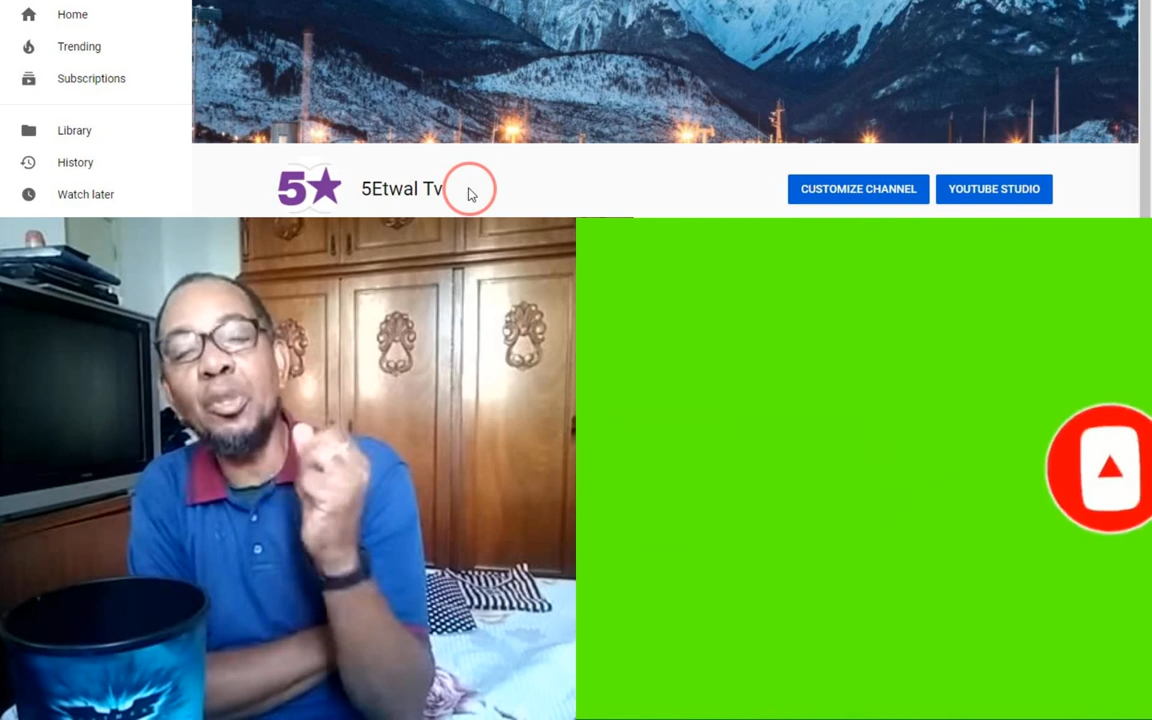 Home
Trending
Subscriptions
Library
History
Watch later
5★
5Etwal Tv
CUSTOMIZE CHANNEL
YOUTUBE STUDIO